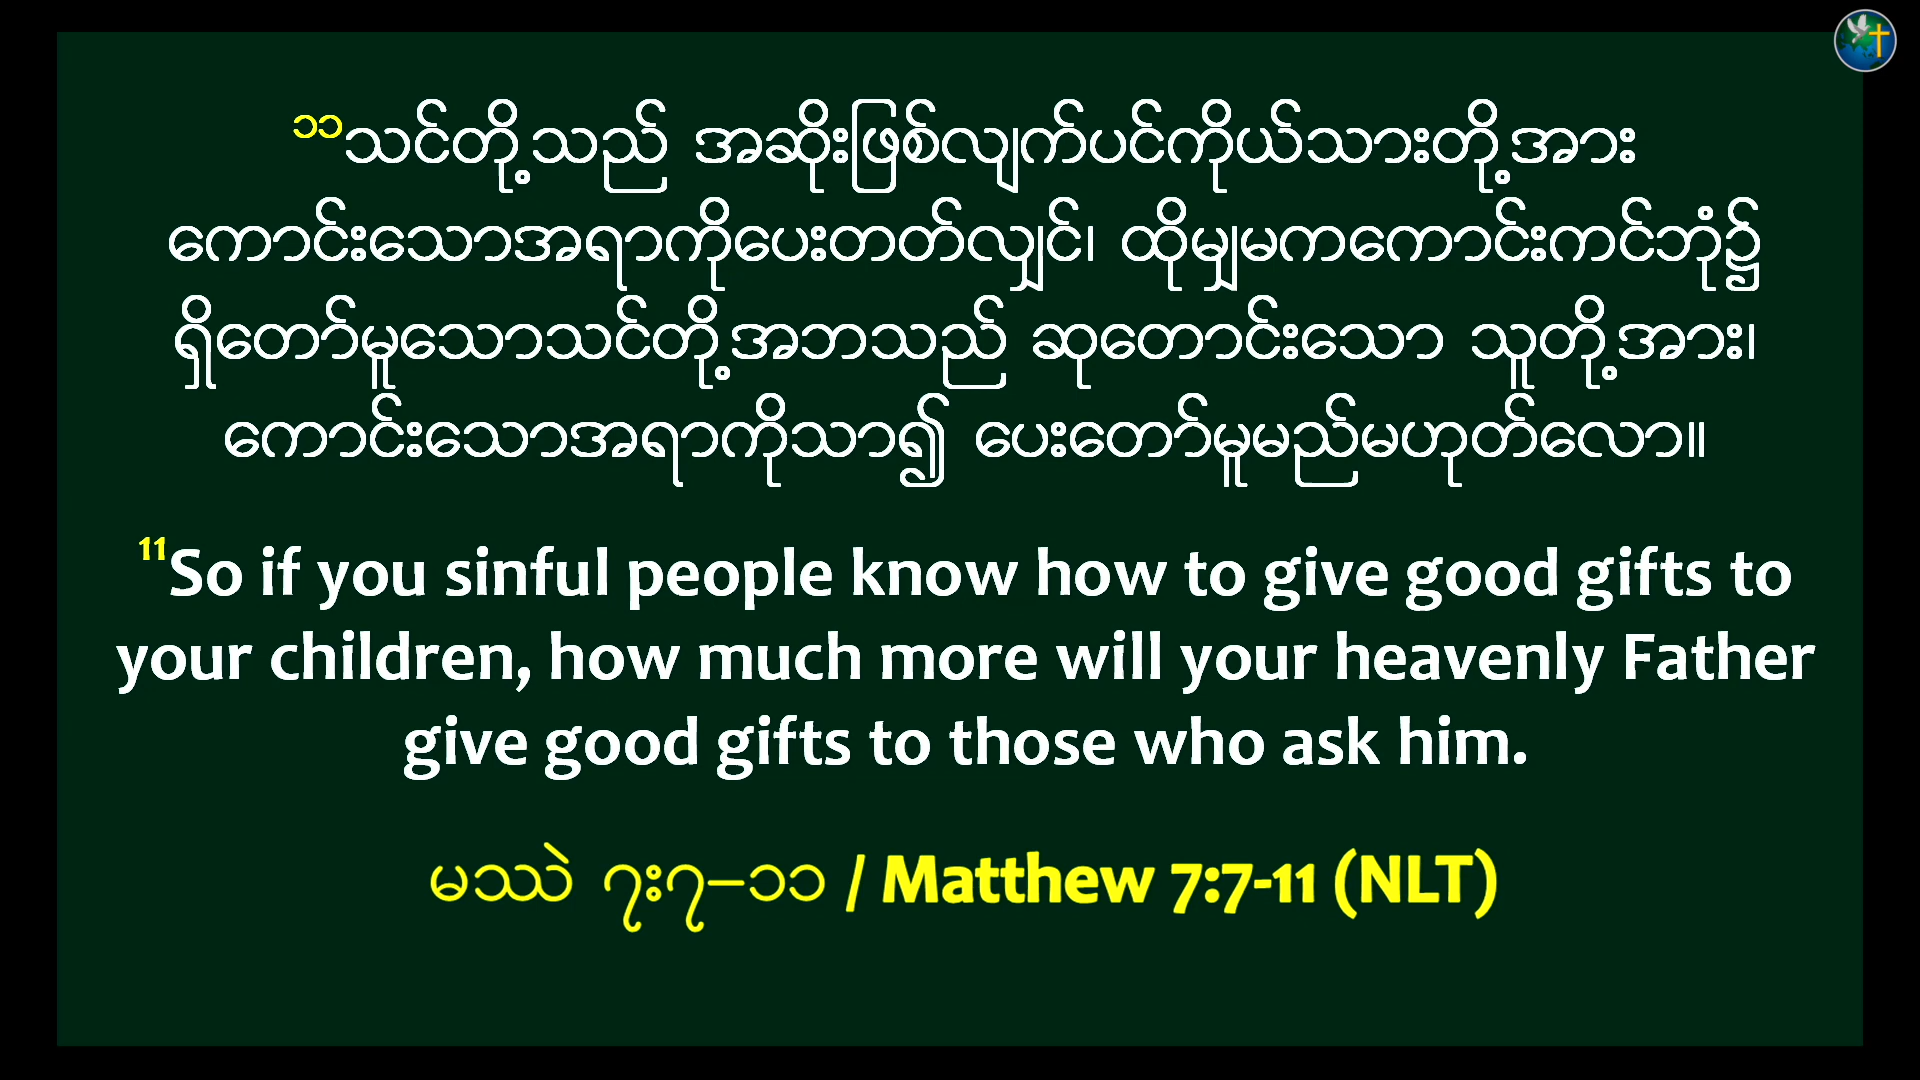 ၁၁သင်တို့သည် အဆိုးဖြစ်လျက်ပင်ကိုယ်သားတို့အား
ကောင်းသောအရာကိုပေးတတ်လျှင်၊ ထိုမျှမကကောင်းကင်ဘုံ၌
ရှိတော်မူသောသင်တို့အဘသည် ဆုတောင်းသော သူတို့အား၊
ကောင်းသောအရာကိုသာ၍ ပေးတော်မူမည်မဟုတ်လော။
11So if you sinful people know how to give good gifts to
your children, how much more will your heavenly Father
give good gifts to those who ask him.
မဿဲ ၇း၇–၁၁ / Matthew 7:7-11 (NLT)